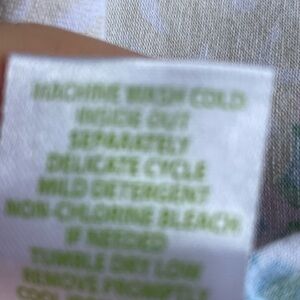 MACHINE WASH COLD
INSIDE OUT
SEPARATELY
DELICATE CYCLE
MILD DETERGENT
NON-CHLORINE BLEACH
IF NEEDED
TUMBLE DRY LOW
REMOVE PROMPTLY
COOL